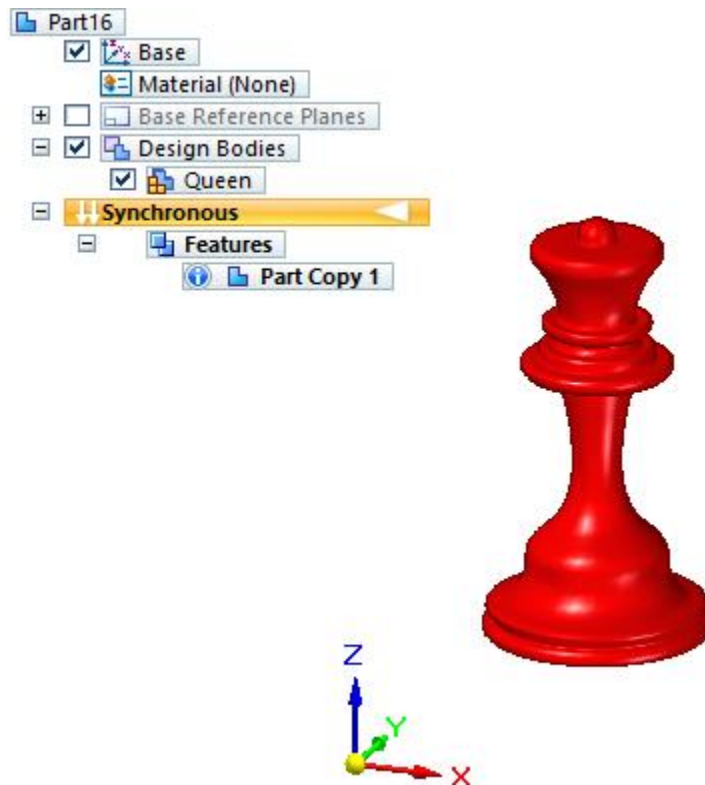 Part16
Base
Material (None)
Base Reference Planes
Design Bodies
Queen
Synchronous
Features
Part Copy 1
Z
Y
X